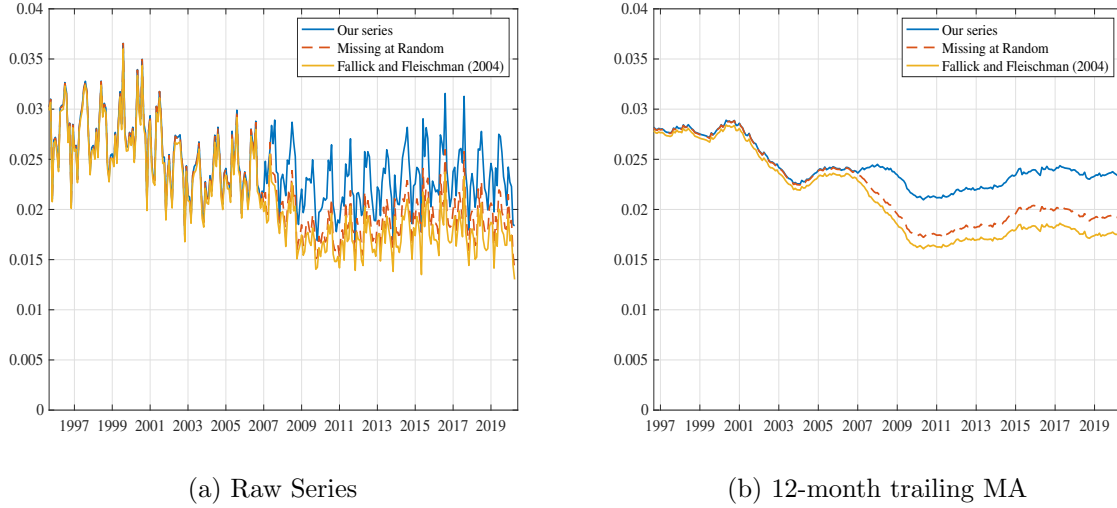 0.04
0.035
0.03
0.025
0.02
0.015
0.01
0.005
0
1997 1999 2001 2003 2005 2007 2009 2011 2013 2015 2017 2019
Our series
Missing at Random
Fallick and Fleischman (2004)
(a) Raw Series
0.04
0.035
0.03
0.025
0.02
0.015
0.01
0.005
0
1997 1999 2001 2003 2005 2007 2009 2011 2013 2015 2017 2019
Our series
Missing at Random
Fallick and Fleischman (2004)
(b) 12-month trailing MA